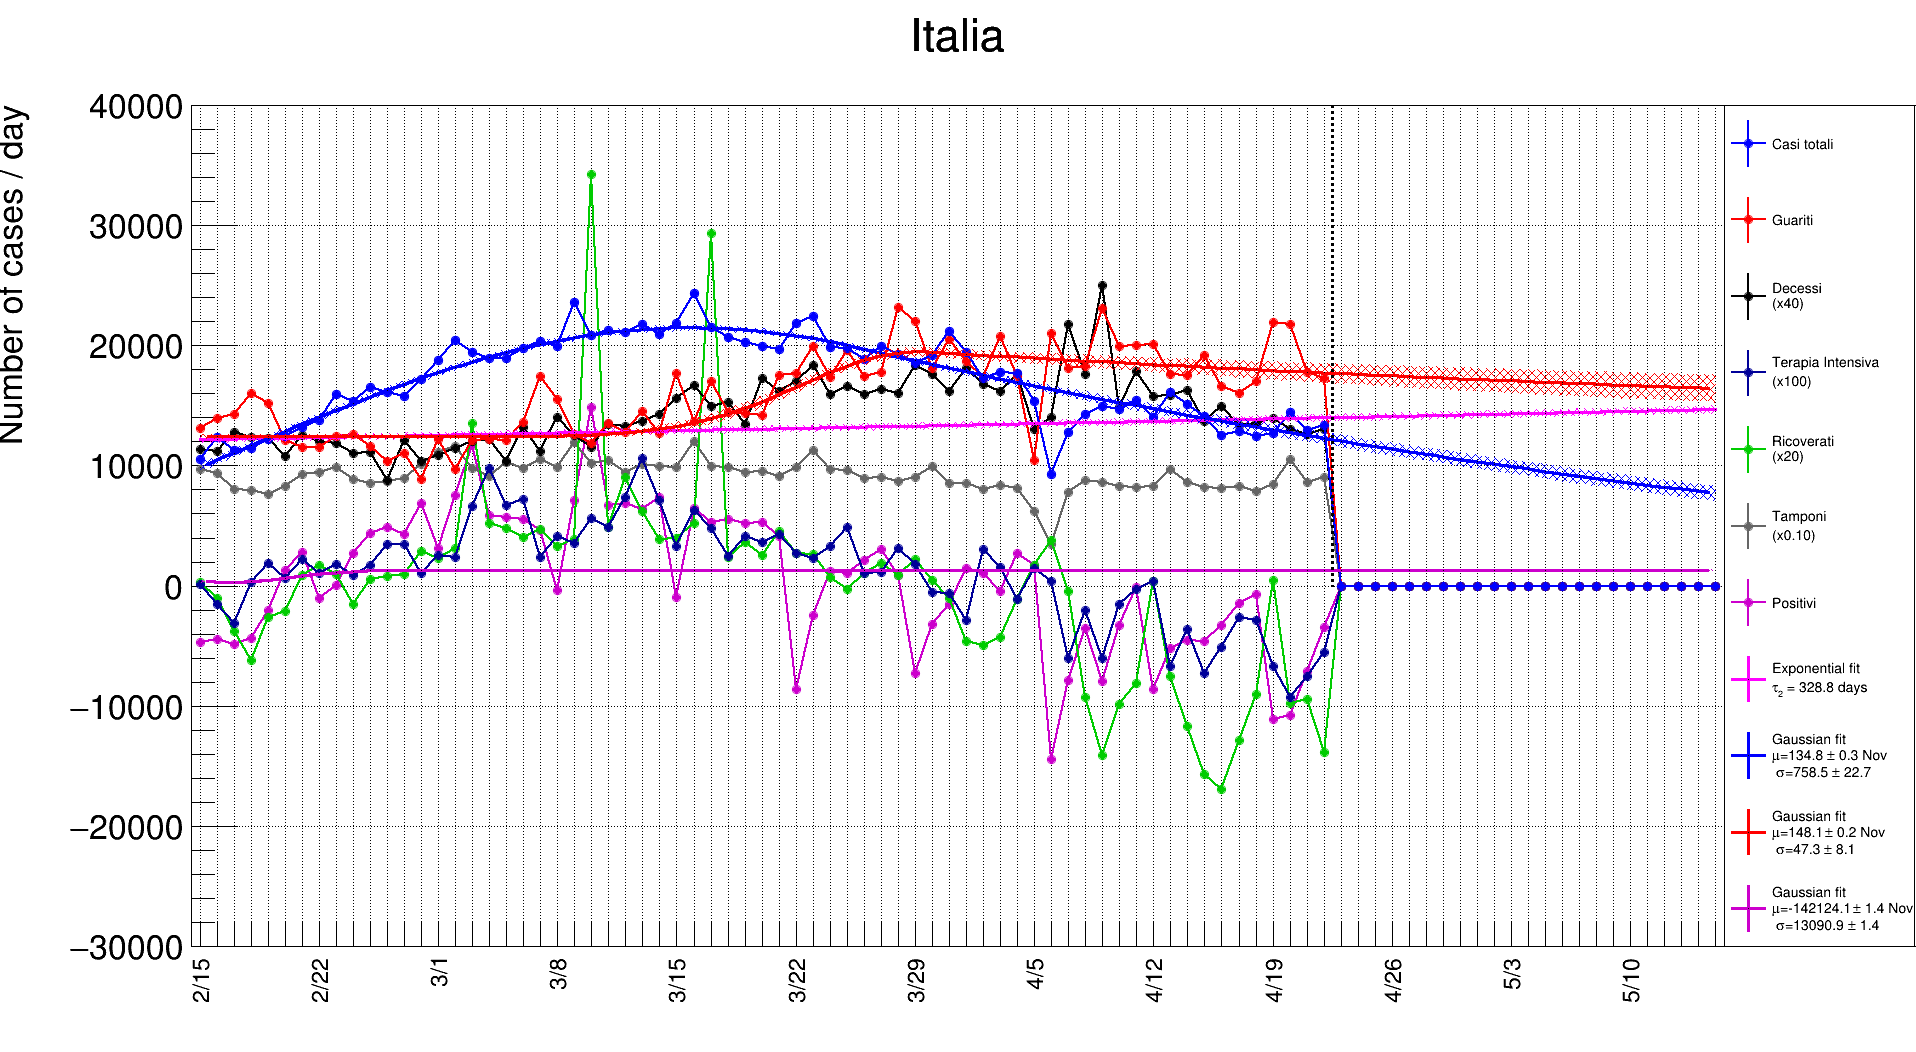 Italia
Number of cases / day
40000
30000
20000
10000
0
−10000
−20000
−30000
2/15
2/22
3/1
3/8
3/15
3/22
3/29
4/5
4/12
4/19
4/26
5/3
5/10
Casi totali
Guariti
Decessi
(x40)
Terapia Intensiva
(x100)
Ricoverati
(x20)
Tamponi
(x0.10)
Positivi
Exponential fit
τ2 = 328.8 days
Gaussian fit
μ=134.8 ± 0.3 Nov
σ=758.5 ± 22.7
Gaussian fit
μ=148.1 ± 0.2 Nov
σ=47.3 ± 8.1
Gaussian fit
μ=-142124.1 ± 1.4 Nov
σ=13090.9 ± 1.4